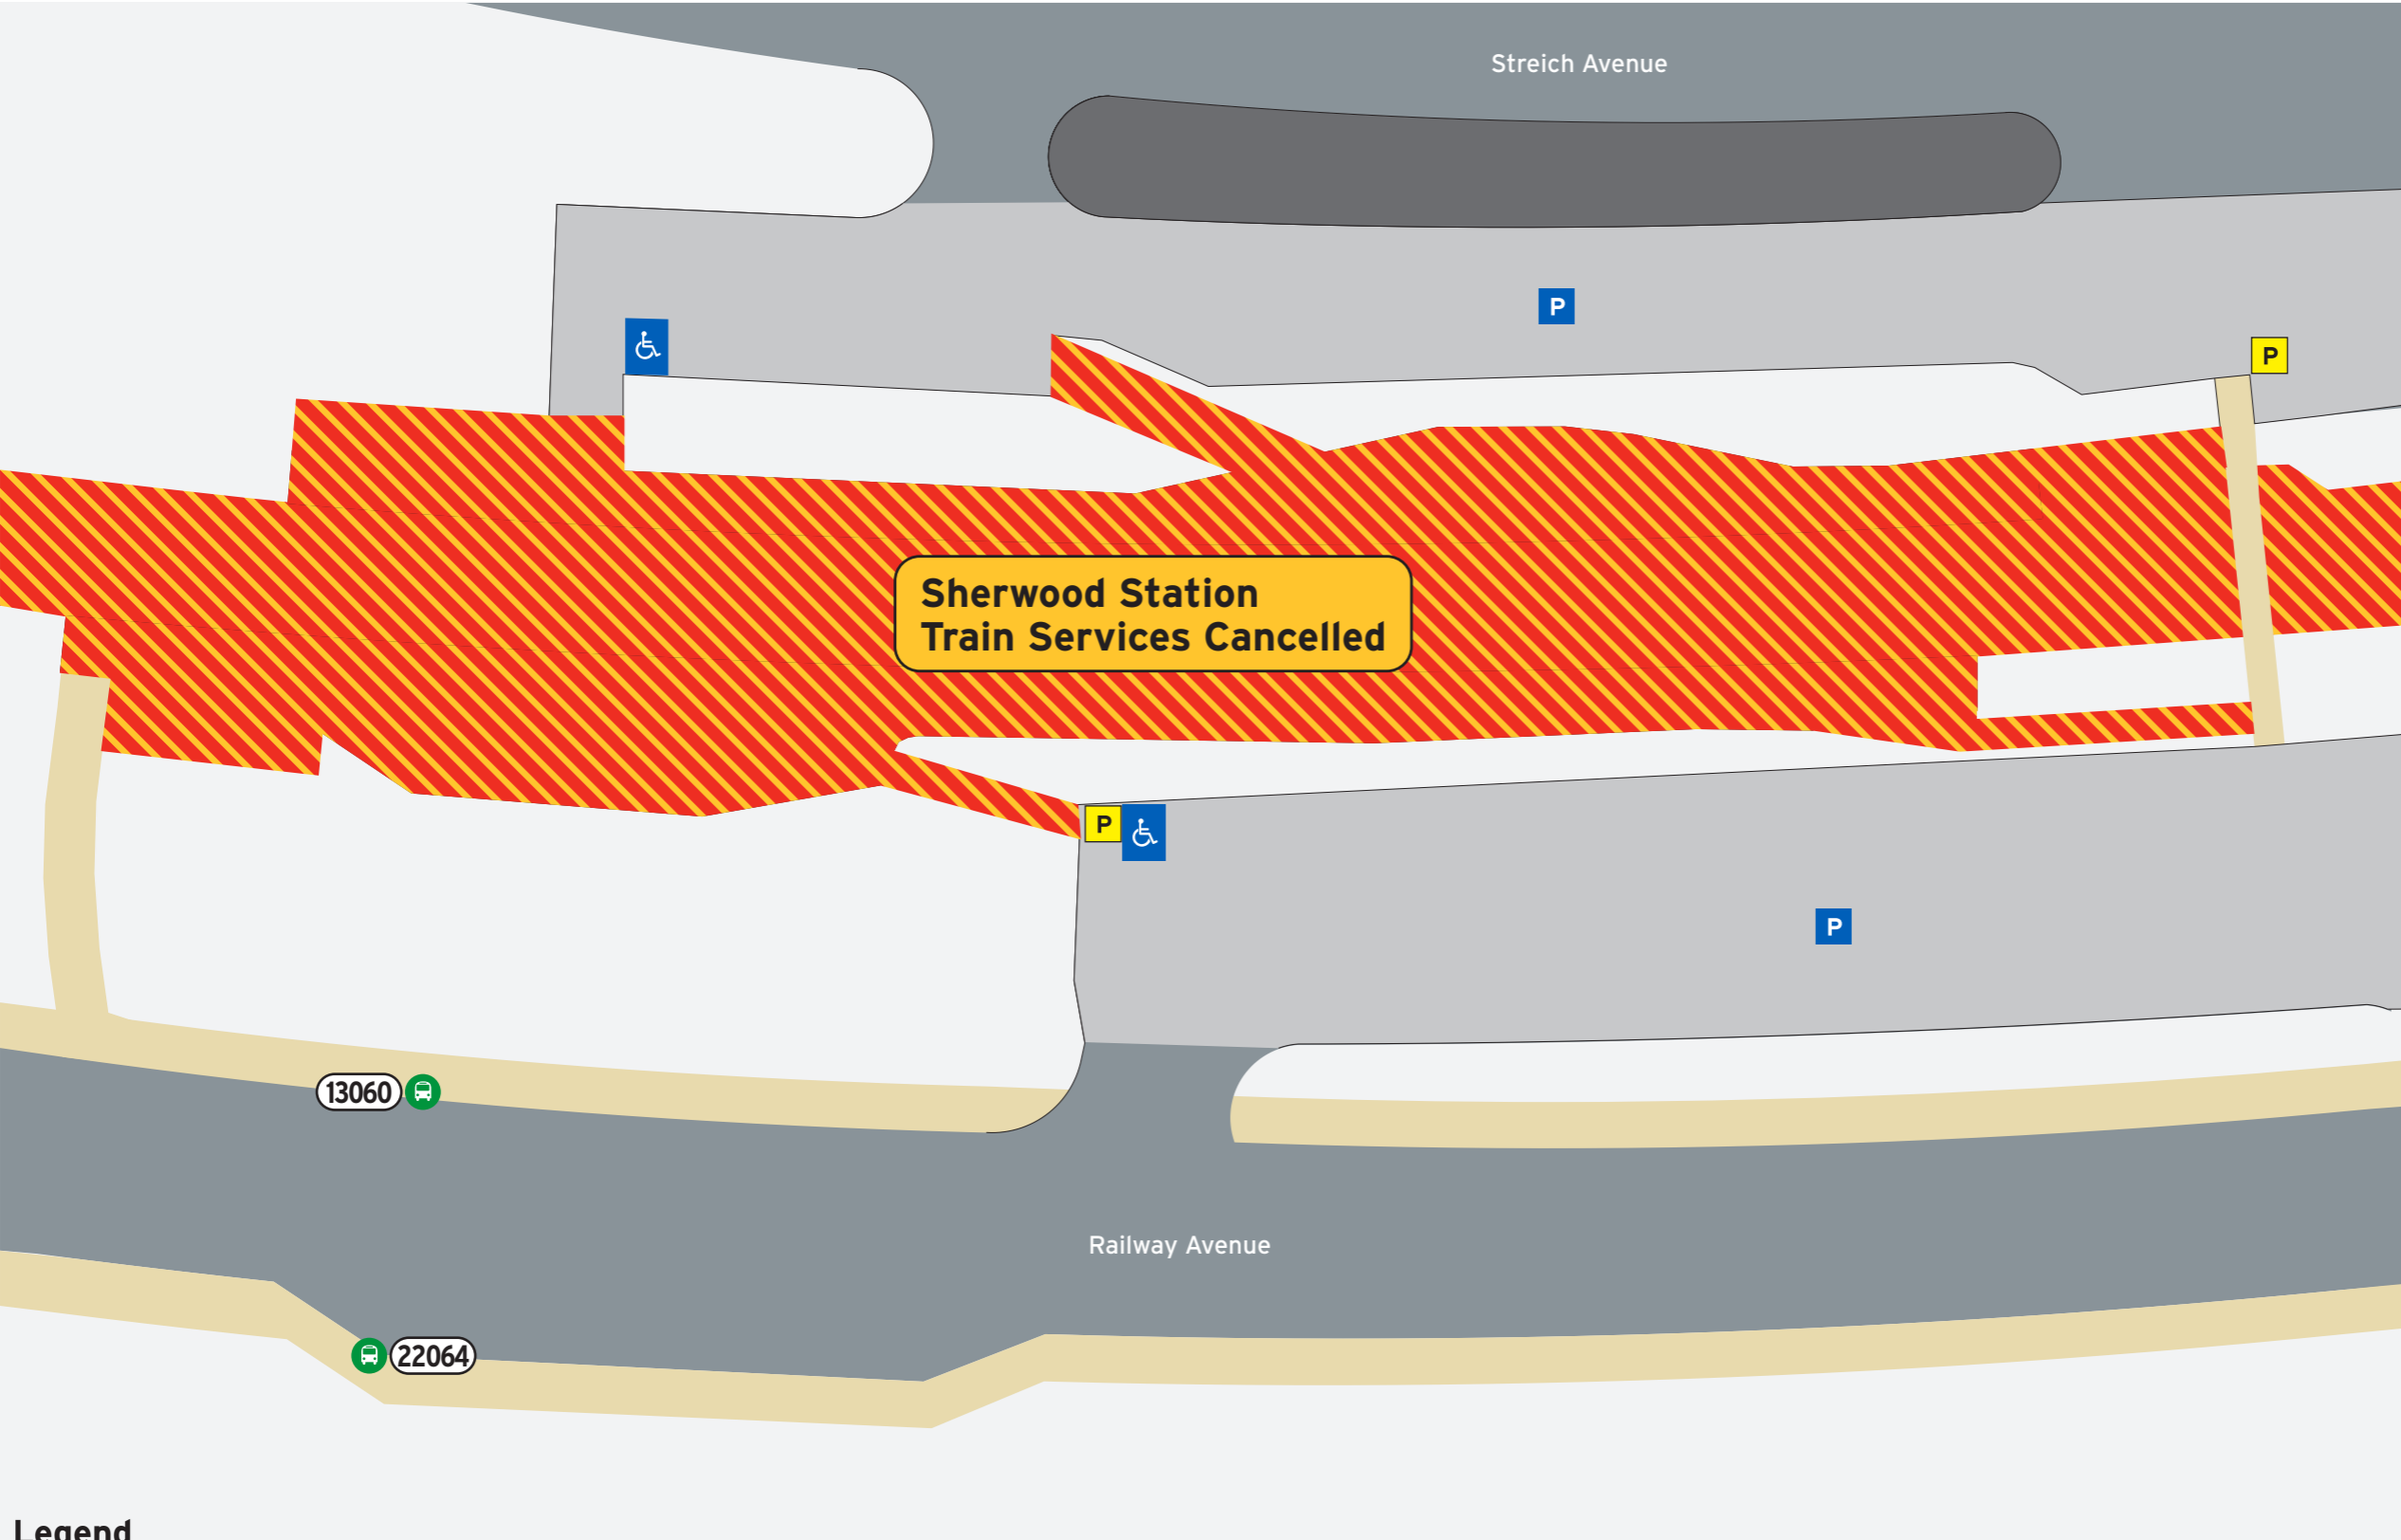 Streich Avenue
P
P
Sherwood Station
Train Services Cancelled
P
P
13060
Railway Avenue
22064
Legend